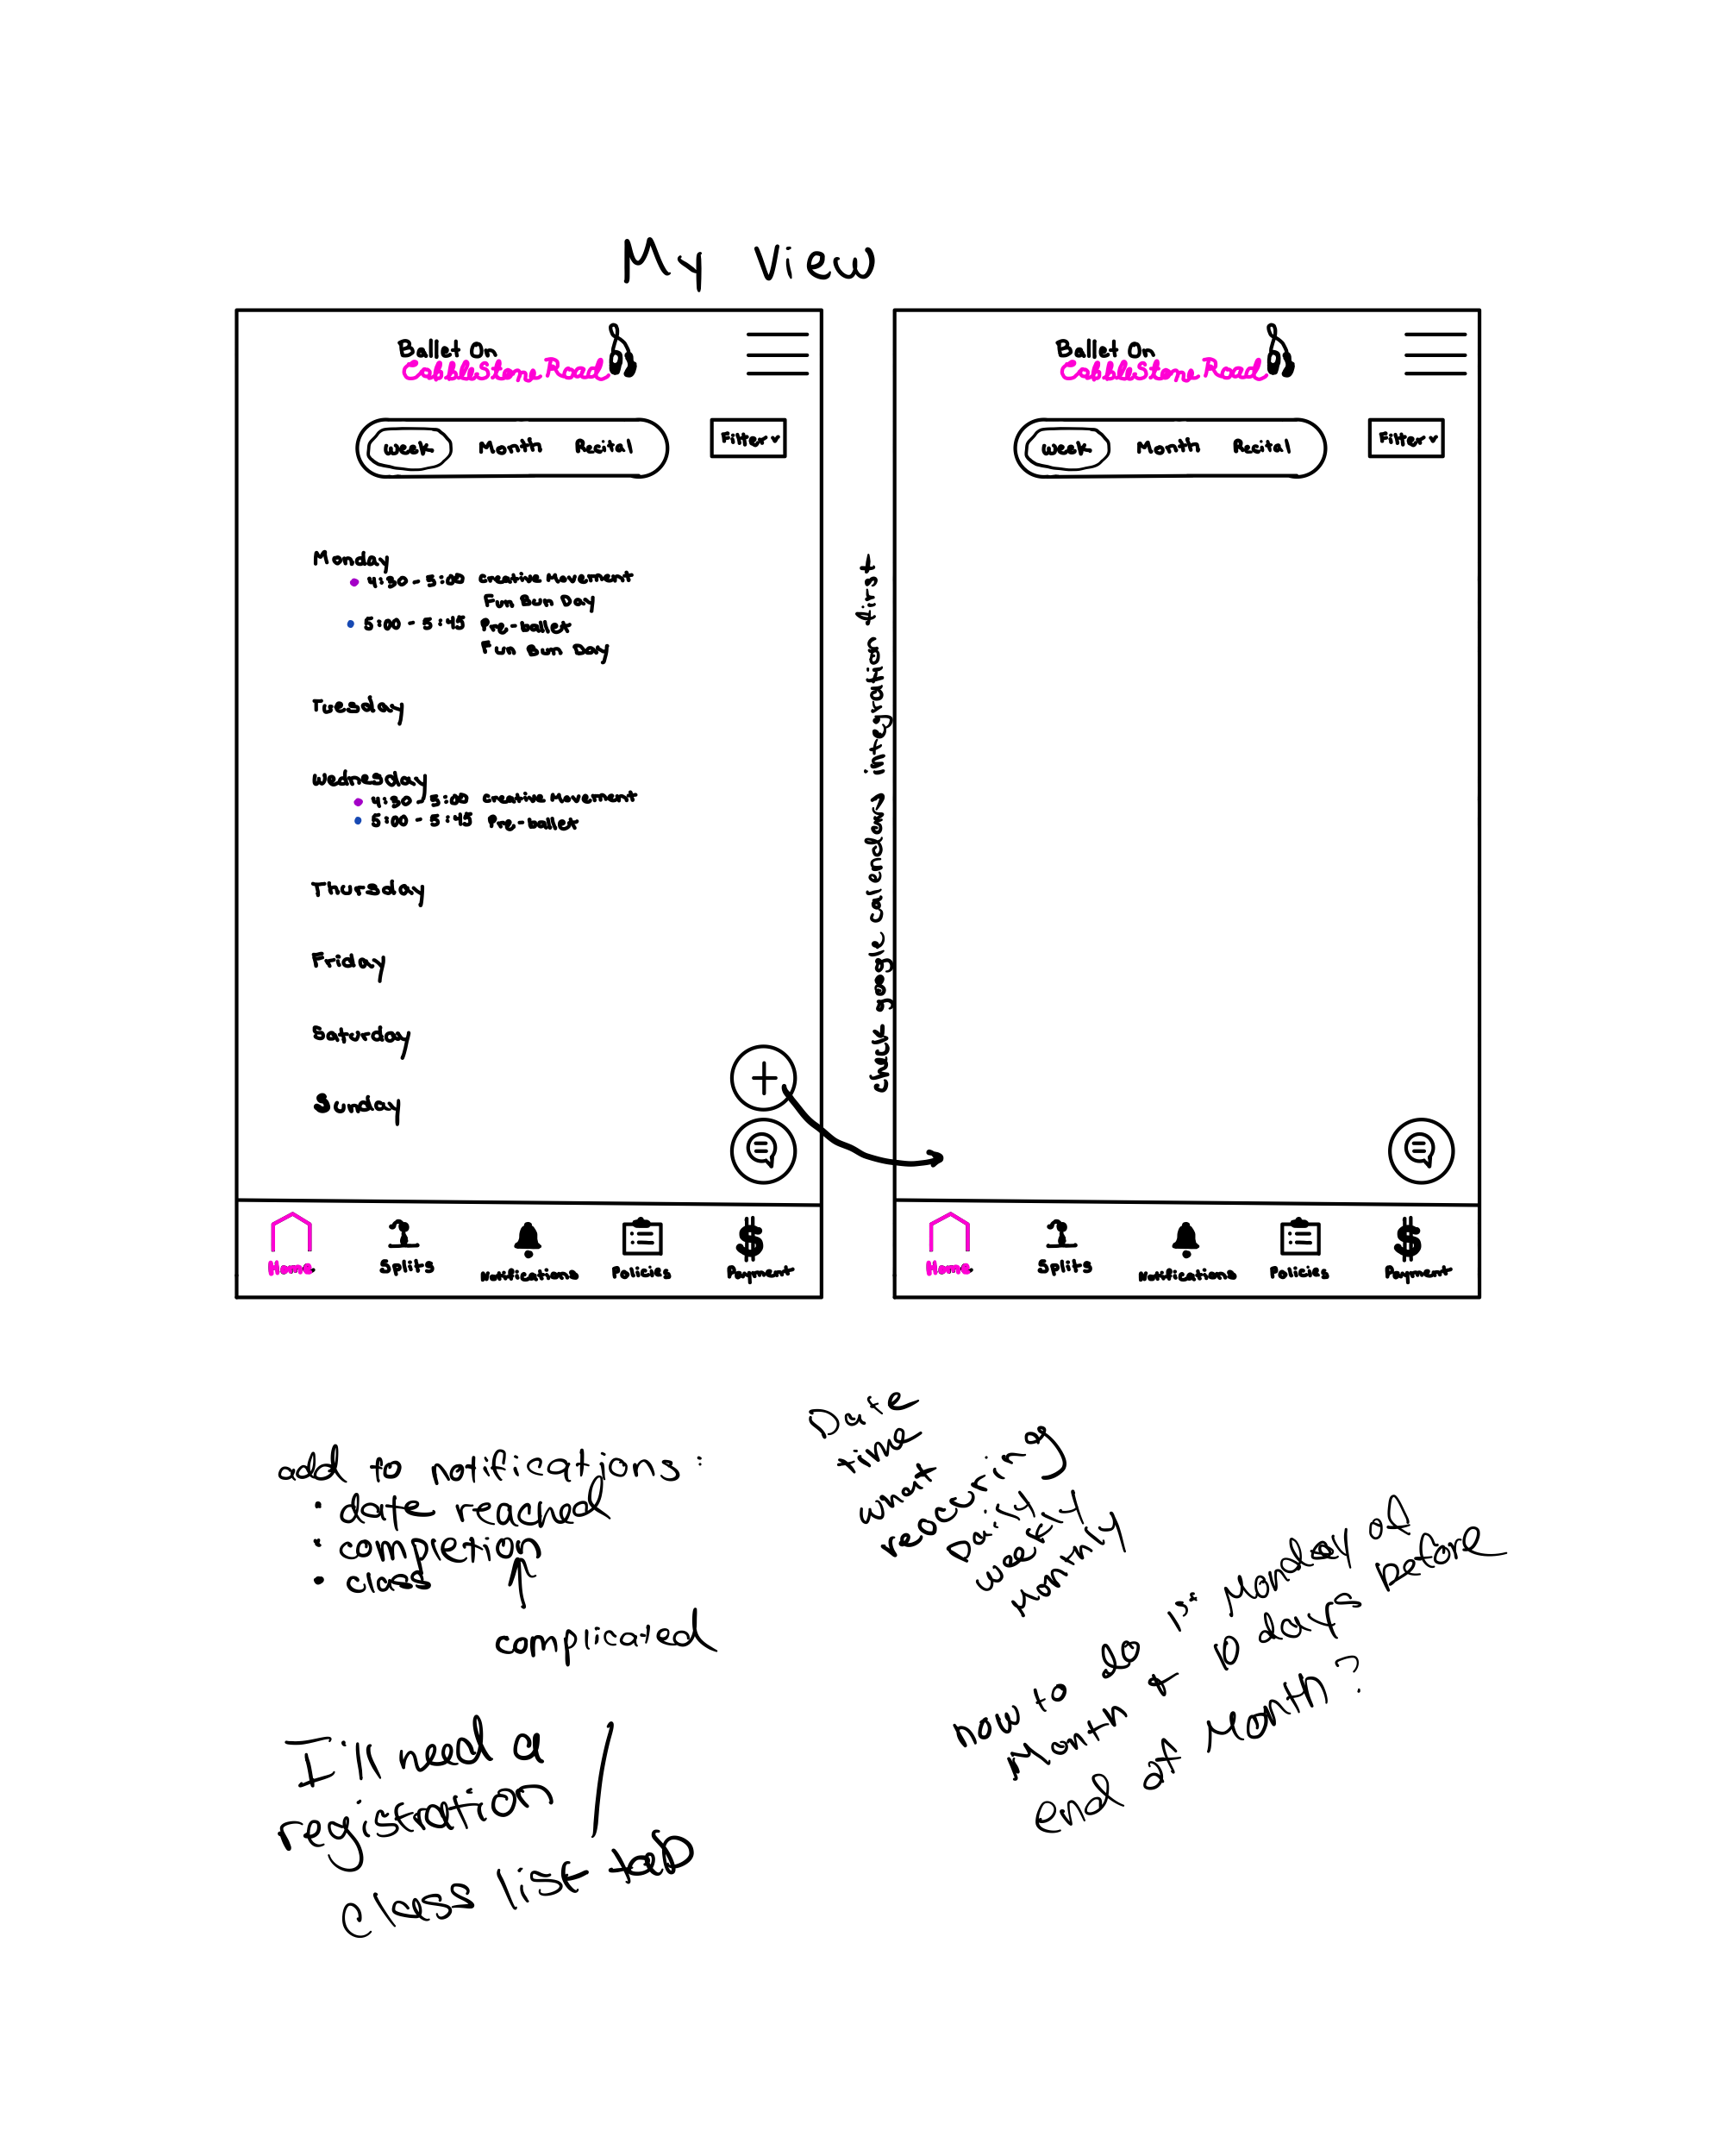 My View
Ballet On
Cobblestone Road
Week Month Recital
Filter
Monday
• 4:30 - 5:00 Creative Movement
Fun Bun Day
• 5:00 - 5:45 Pre-ballet
Fun Bun Day
Tuesday
Wednesday
• 4:30 - 5:00 Creative Movement
• 5:00 - 5:45 Pre-ballet
Thursday
Friday
Saturday
Sunday
+
Home
Splits
Notifications
Policies
$
Payment
check google calendar integration first
Ballet On
Cobblestone Road
Week Month Recital
Filter
Home
Splits
Notifications
Policies
$
Payment
add to notifications:
• date reached
• completion
• class
complicated
I'll need a
registration /
class list tab
Date
time
what
reoccuring
Daily
weekly
Monthly
how to do 1st Monday of
Month & 10 days before
end of Month?